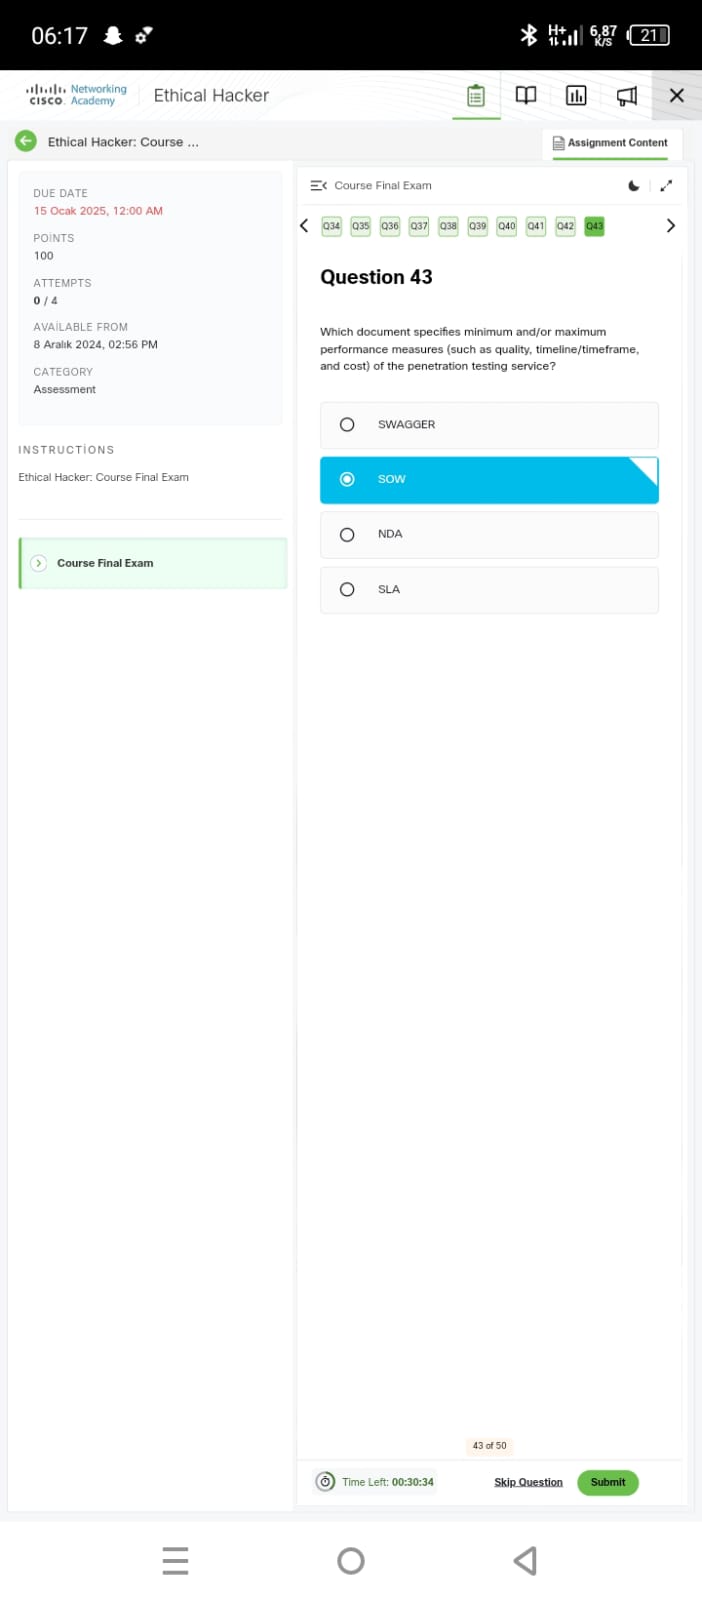 06:17
H+
6,87
K/S
21
CISCO
Networking
Academy
Ethical Hacker
Ethical Hacker: Course ...
Assignment Content
DUE DATE
15 Ocak 2025, 12:00 AM
POİNTS
100
ATTEMPTS
0 / 4
AVAİLABLE FROM
8 Aralık 2024, 02:56 PM
CATEGORY
Assessment
INSTRUCTİONS
Ethical Hacker: Course Final Exam
Course Final Exam
Course Final Exam
Q34 Q35 Q36 Q37 Q38 Q39 Q40 Q41 Q42 Q43
Question 43
Which document specifies minimum and/or maximum
performance measures (such as quality, timeline/timeframe,
and cost) of the penetration testing service?
SWAGGER
SOW
NDA
SLA
43 of 50
Time Left: 00:30:34
Skip Question
Submit